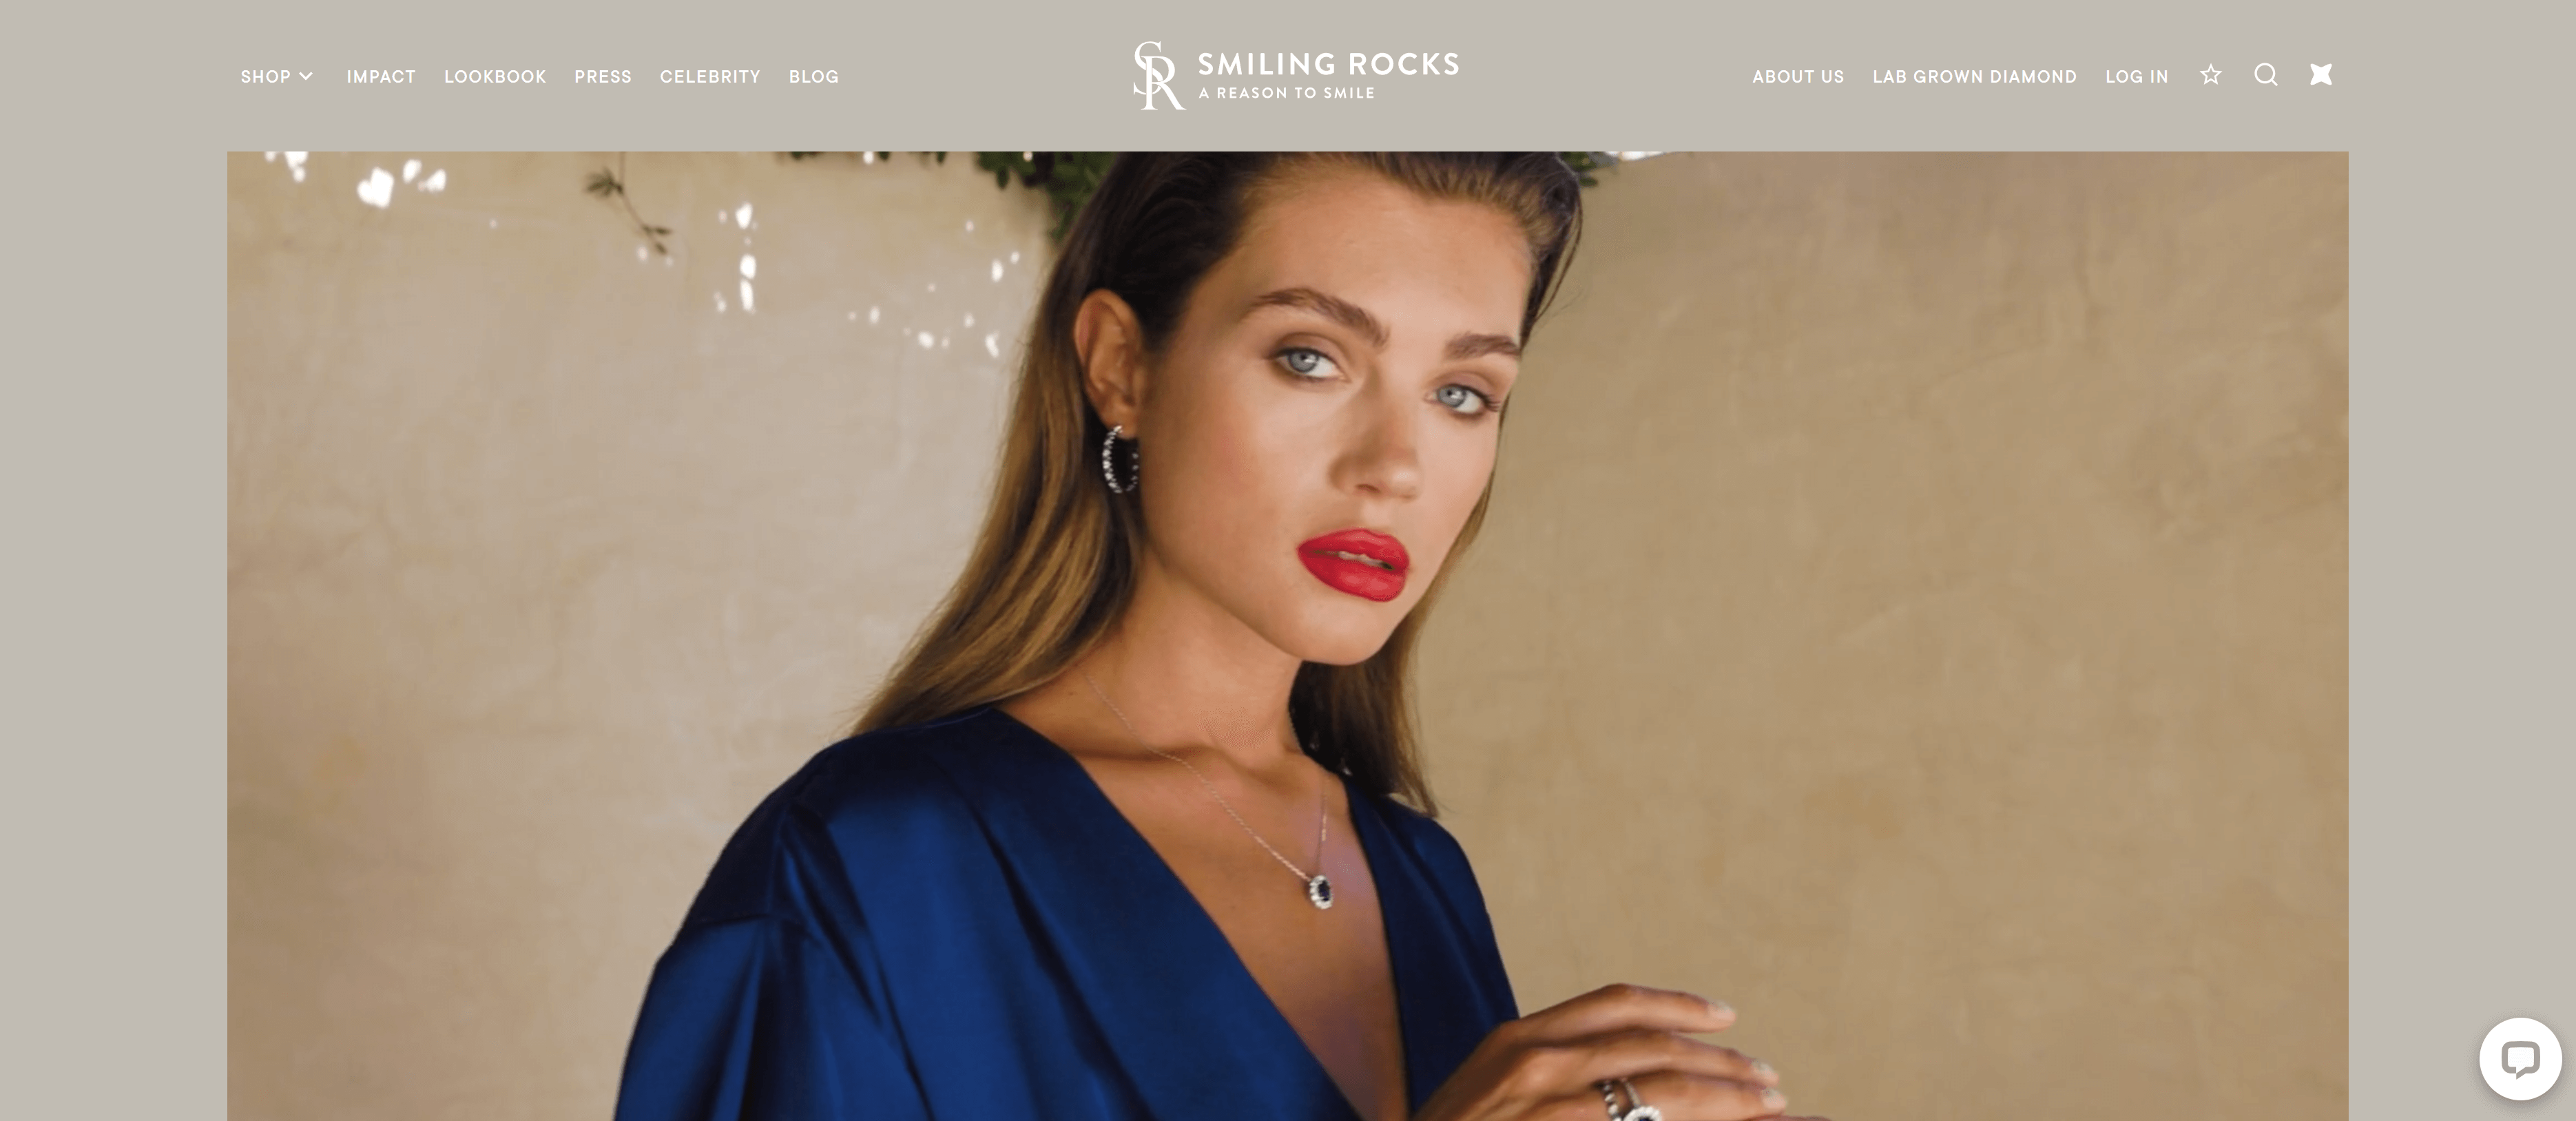 SHOP
IMPACT
LOOKBOOK
PRESS
CELEBRITY
BLOG
SR
SMILING ROCKS
A REASON TO SMILE
ABOUT US
LAB GROWN DIAMOND
LOG IN